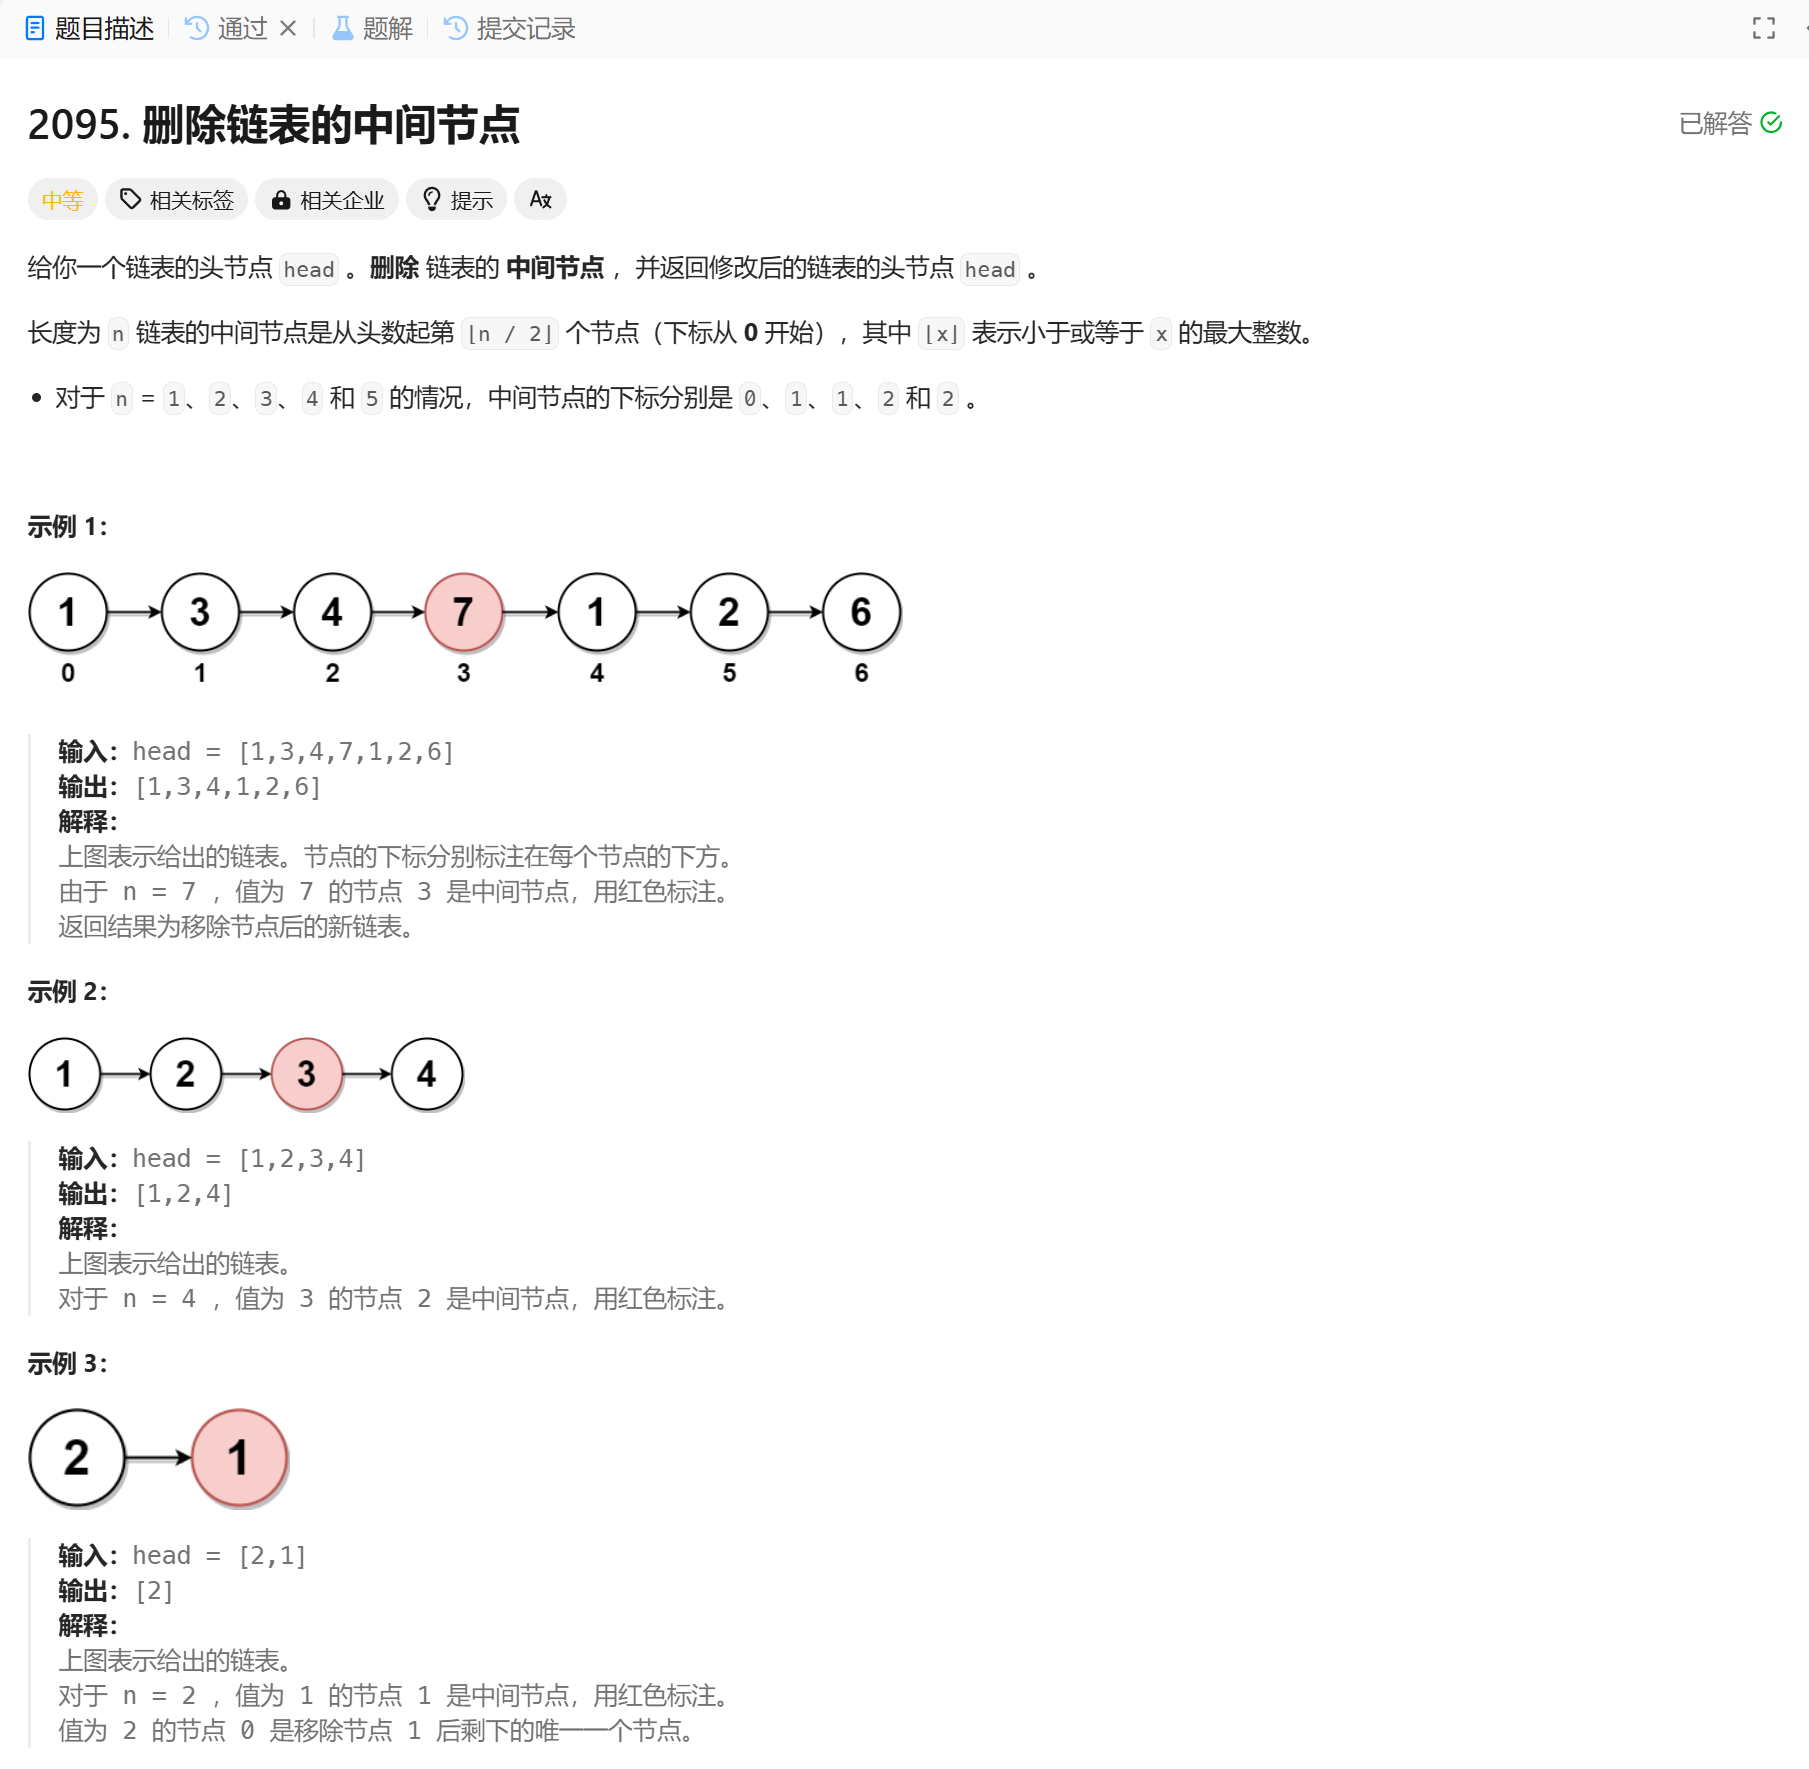 题目描述 通过 题解 提交记录
2095. 删除链表的中间节点 已解答
中等 相关标签 相关企业 提示
给你一个链表的头节点 head 。删除 链表的 中间节点 ，并返回修改后的链表的头节点 head 。
长度为 n 链表的中间节点是从头数起第 ⌊n / 2⌋ 个节点（下标从 0 开始），其中 ⌊x⌋ 表示小于或等于 x 的最大整数。
• 对于 n = 1、2、3、4 和 5 的情况，中间节点的下标分别是 0、1、1、2 和 2 。
示例 1：
1 3 4 7 1 2 6
0 1 2 3 4 5 6
输入：head = [1,3,4,7,1,2,6]
输出：[1,3,4,1,2,6]
解释：
上图表示给出的链表。节点的下标分别标注在每个节点的下方。
由于 n = 7 ，值为 7 的节点 3 是中间节点，用红色标注。
返回结果为移除节点后的新链表。
示例 2：
1 2 3 4
输入：head = [1,2,3,4]
输出：[1,2,4]
解释：
上图表示给出的链表。
对于 n = 4 ，值为 3 的节点 2 是中间节点，用红色标注。
示例 3：
2 1
输入：head = [2,1]
输出：[2]
解释：
上图表示给出的链表。
对于 n = 2 ，值为 1 的节点 1 是中间节点，用红色标注。
值为 2 的节点 0 是移除节点 1 后剩下的唯一一个节点。